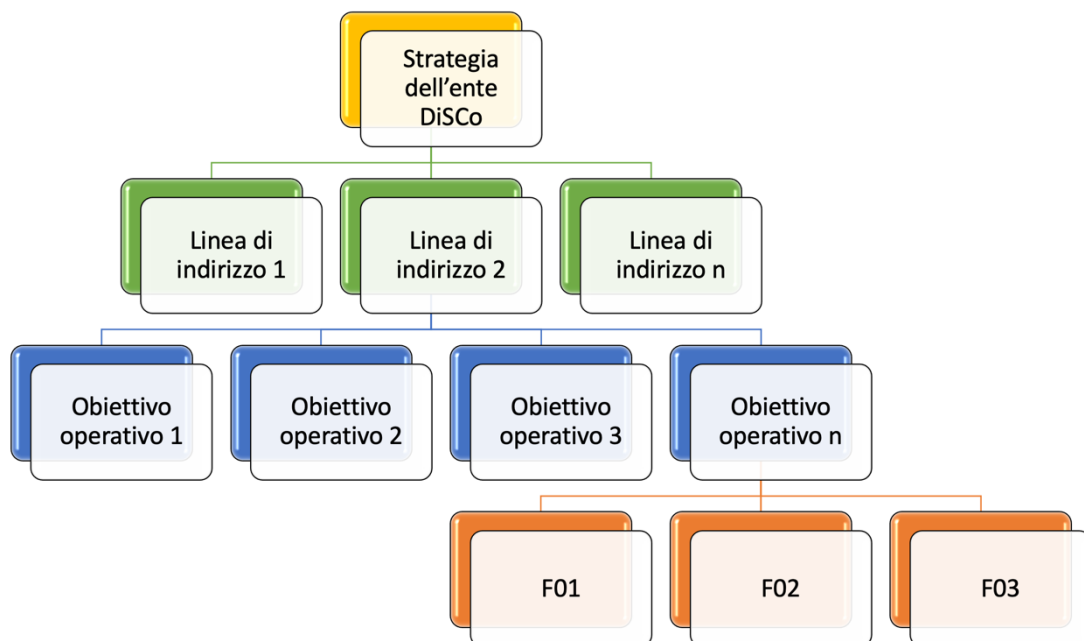 Strategia
dell’ente
DiSCo
Linea di
indirizzo 1
Linea di
indirizzo 2
Linea di
indirizzo n
Obiettivo
operativo 1
Obiettivo
operativo 2
Obiettivo
operativo 3
Obiettivo
operativo n
F01
F02
F03